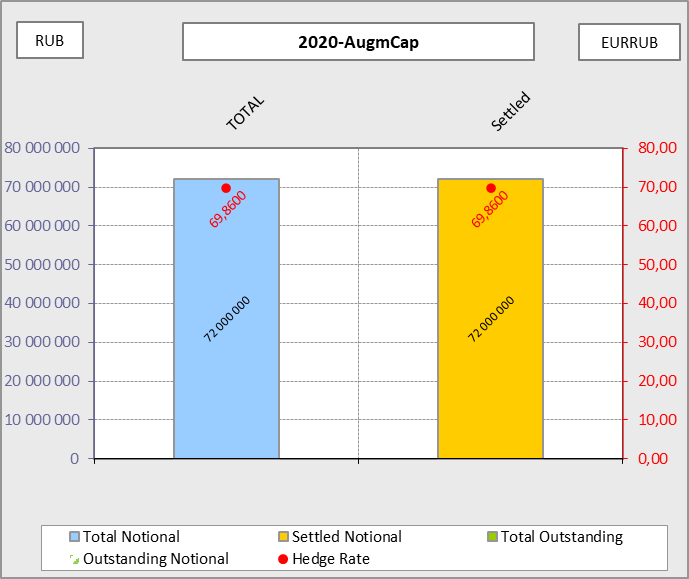 RUB
2020-AugmCap
EURRUB
TOTAL
Settled
80 000 000
80,00
70 000 000
70,00
69,8600
69,8600
60 000 000
60,00
50 000 000
50,00
40 000 000
40,00
72 000 000
72 000 000
30 000 000
30,00
20 000 000
20,00
10 000 000
10,00
0
0,00
Total Notional
Settled Notional
Total Outstanding
Outstanding Notional
Hedge Rate